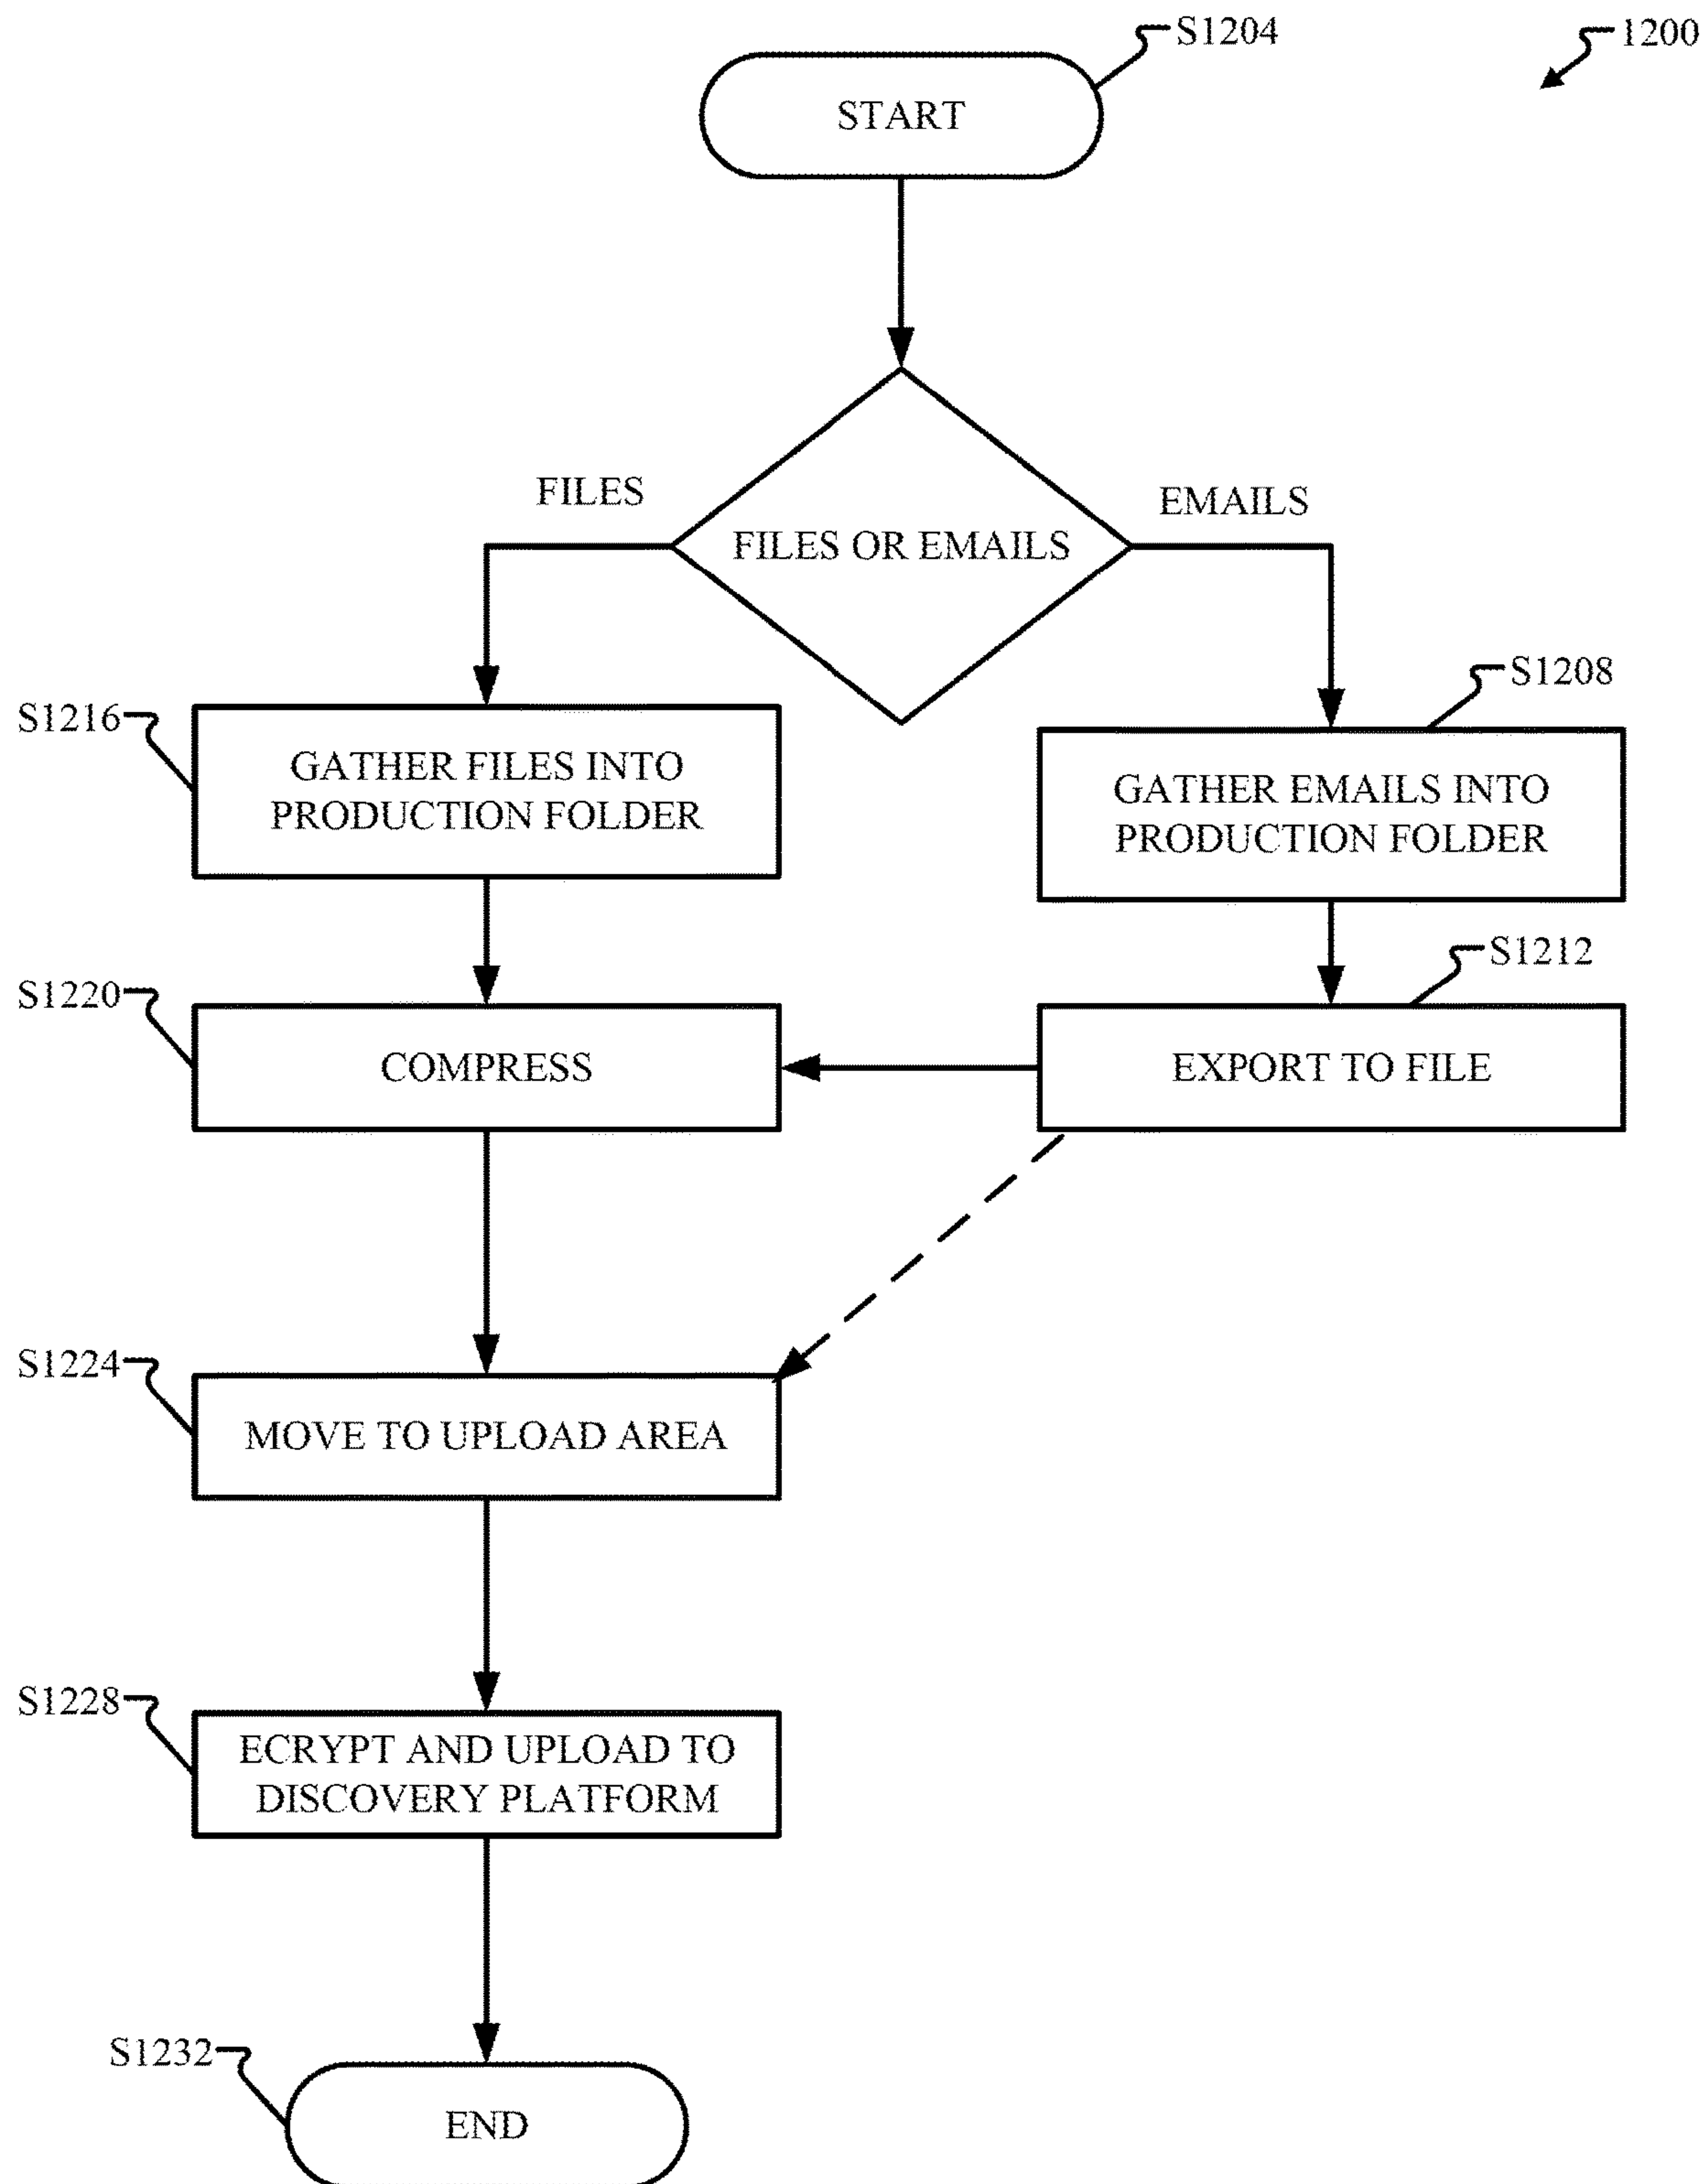 S1204
1200
START
FILES
EMAILS
FILES OR EMAILS
S1208
S1216
GATHER FILES INTO
PRODUCTION FOLDER
GATHER EMAILS INTO
PRODUCTION FOLDER
S1212
S1220
COMPRESS
EXPORT TO FILE
S1224
MOVE TO UPLOAD AREA
S1228
ECRYPT AND UPLOAD TO
DISCOVERY PLATFORM
S1232
END